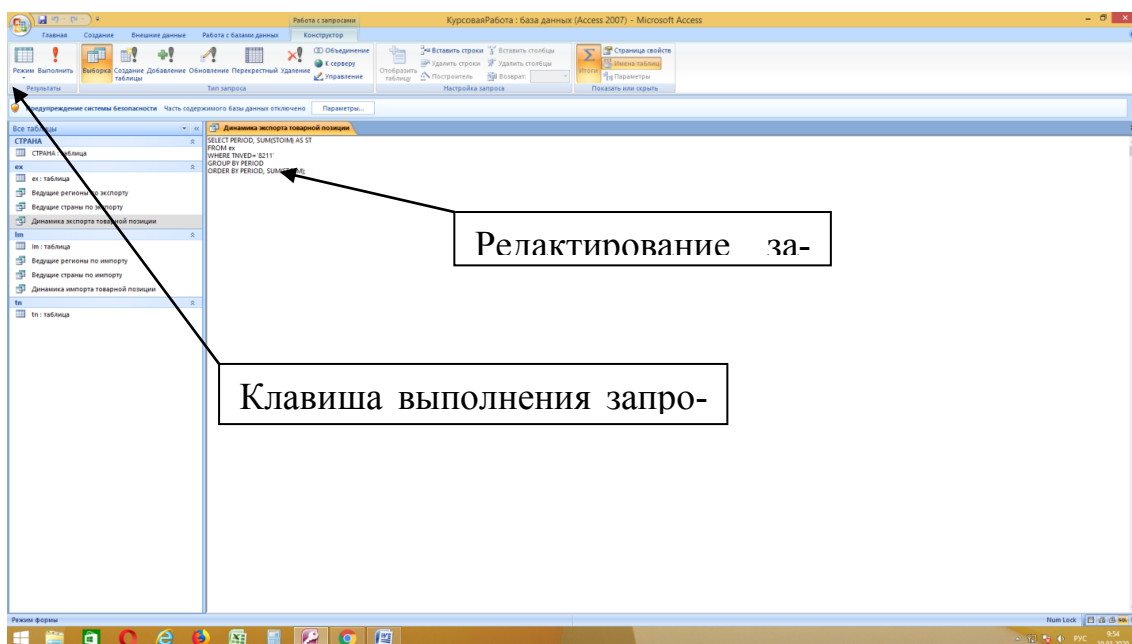 Работа с запросами
КурсоваяРабота : база данных (Access 2007) - Microsoft Access
Главная Создание Внешние данные Работа с базами данных Конструктор
Режим Выполнить
Выборка Создание таблицы Добавление Обновление Перекрестный Удаление
Объединение
К серверу
Управление
Отобразить таблицу
Вставить строки
Удалить строки
Построитель
Вставить столбцы
Удалить столбцы
Возврат:
Итоги
Страница свойств
Имена таблиц
Параметры
Результаты Тип запроса Настройка запроса Показать или скрыть
Предупреждение системы безопасности Часть содержимого базы данных отключено Параметры...
Все таблицы
СТРАНА
СТРАНА : таблица
ex
ex : таблица
Ведущие регионы по экспорту
Ведущие страны по экспорту
Динамика экспорта товарной позиции
Im
Im : таблица
Ведущие регионы по импорту
Ведущие страны по импорту
Динамика импорта товарной позиции
tn
tn : таблица
Динамика экспорта товарной позиции
SELECT PERIOD, SUM(STOIM) AS ST
FROM ex
WHERE TNVED='8211'
GROUP BY PERIOD
ORDER BY PERIOD, SUM(STOIM);
Редактирование за-
Клавиша выполнения запро-
Режим формы
Num Lock
РУС
9:54